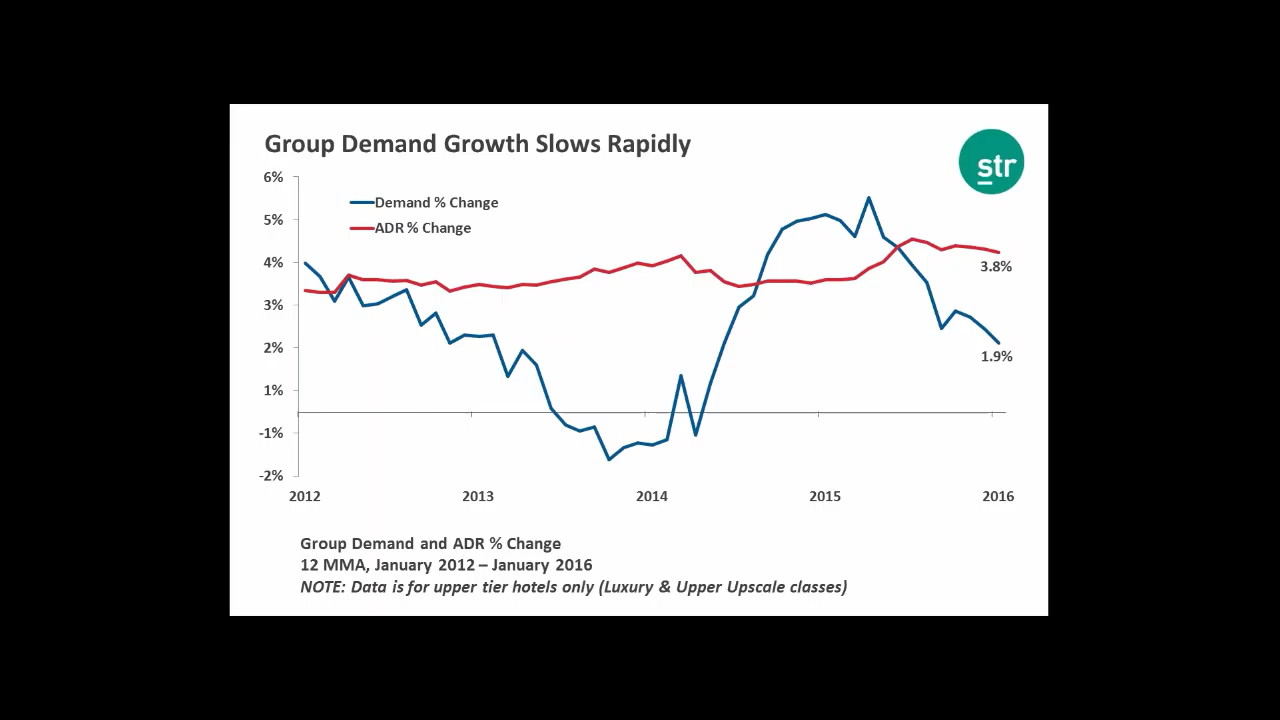 Group Demand Growth Slows Rapidly
str
6%
Demand % Change
5%
ADR % Change
4%
3.8%
3%
2%
1.9%
1%
-1%
-2%
2012 2013 2014 2015 2016
Group Demand and ADR % Change
12 MMA, January 2012 – January 2016
NOTE: Data is for upper tier hotels only (Luxury & Upper Upscale classes)